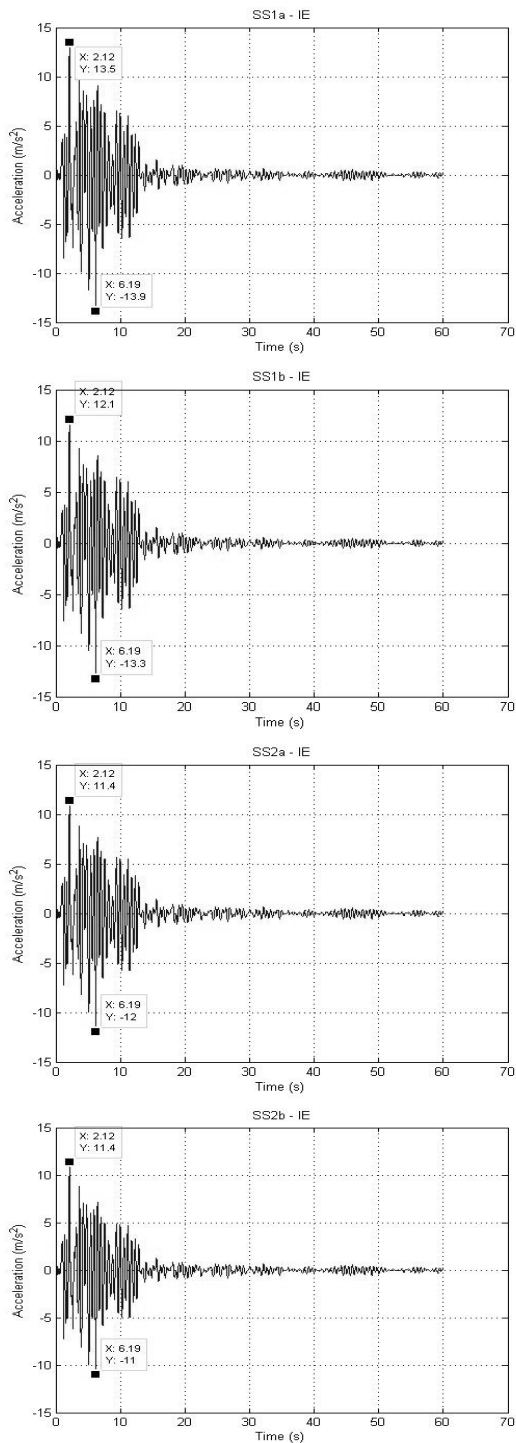 SS1a - IE
15
X: 2.12
Y: 13.5
10
5
0
-5
-10
X: 6.19
Y: -13.9
-15
0 10 20 30 40 50 60 70
Time (s)
Acceleration (m/s²)
SS1b - IE
15
X: 2.12
Y: 12.1
10
5
0
-5
-10
X: 6.19
Y: -13.3
-15
0 10 20 30 40 50 60 70
Time (s)
Acceleration (m/s²)
SS2a - IE
15
X: 2.12
Y: 11.4
10
5
0
-5
-10
X: 6.19
Y: -12
-15
0 10 20 30 40 50 60 70
Time (s)
Acceleration (m/s²)
SS2b - IE
15
X: 2.12
Y: 11.4
10
5
0
-5
-10
X: 6.19
Y: -11
-15
0 10 20 30 40 50 60 70
Time (s)
Acceleration (m/s²)